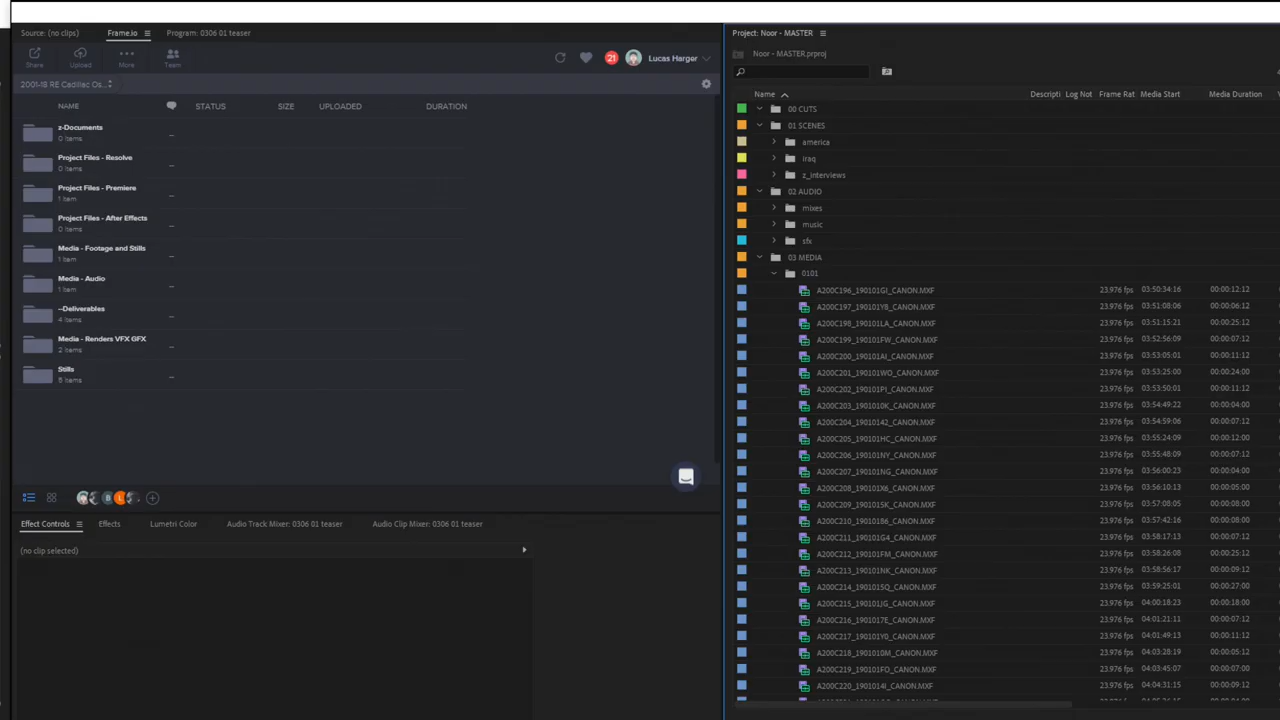 Source: (no clips)
Frame.io
Program: 0306 01 teaser
Share
Upload
More
Team
21
Lucas Harger
2001-18 RE Cadillac Os...
NAME
STATUS
SIZE
UPLOADED
DURATION
z-Documents
0 Items
--
Project Files - Resolve
0 Items
--
Project Files - Premiere
1 Item
--
Project Files - After Effects
0 Items
--
Media - Footage and Stills
1 Item
--
Media - Audio
1 Item
--
--Deliverables
4 Items
--
Media - Renders VFX GFX
2 Items
--
Stills
5 Items
--
B
L
Effect Controls
Effects
Lumetri Color
Audio Track Mixer: 0306 01 teaser
Audio Clip Mixer: 0306 01 teaser
(no clip selected)
Project: Noor - MASTER
Noor - MASTER.prproj
Name Descripti Log Not Frame Rat Media Start Media Duration
00 CUTS
01 SCENES
america
iraq
z_interviews
02 AUDIO
mixes
music
sfx
03 MEDIA
0101
A200C196_190101GI_CANON.MXF 23.976 fps 03:50:34:16 00:00:12:12
A200C197_190101YB_CANON.MXF 23.976 fps 03:51:08:06 00:00:06:12
A200C198_190101LA_CANON.MXF 23.976 fps 03:51:15:21 00:00:25:12
A200C199_190101FW_CANON.MXF 23.976 fps 03:52:56:09 00:00:07:12
A200C200_190101AI_CANON.MXF 23.976 fps 03:53:05:01 00:00:11:12
A200C201_190101WO_CANON.MXF 23.976 fps 03:53:25:00 00:00:24:00
A200C202_190101PI_CANON.MXF 23.976 fps 03:53:50:01 00:00:11:12
A200C203_1901010K_CANON.MXF 23.976 fps 03:54:49:22 00:00:04:00
A200C204_19010142_CANON.MXF 23.976 fps 03:54:59:06 00:00:07:12
A200C205_190101HC_CANON.MXF 23.976 fps 03:55:24:09 00:00:12:00
A200C206_190101NY_CANON.MXF 23.976 fps 03:55:48:09 00:00:07:12
A200C207_190101NG_CANON.MXF 23.976 fps 03:56:00:23 00:00:04:00
A200C208_190101X6_CANON.MXF 23.976 fps 03:56:10:13 00:00:05:00
A200C209_190101SK_CANON.MXF 23.976 fps 03:57:08:05 00:00:08:00
A200C210_19010186_CANON.MXF 23.976 fps 03:57:42:16 00:00:07:12
A200C211_190101G4_CANON.MXF 23.976 fps 03:58:17:13 00:00:07:12
A200C212_190101FM_CANON.MXF 23.976 fps 03:58:26:08 00:00:25:12
A200C213_190101NK_CANON.MXF 23.976 fps 03:58:56:17 00:00:09:12
A200C214_190101SQ_CANON.MXF 23.976 fps 03:59:25:01 00:00:27:00
A200C215_190101JG_CANON.MXF 23.976 fps 04:00:18:23 00:00:18:00
A200C216_1901017E_CANON.MXF 23.976 fps 04:01:21:11 00:00:07:12
A200C217_190101Y0_CANON.MXF 23.976 fps 04:01:49:13 00:00:11:12
A200C218_1901010M_CANON.MXF 23.976 fps 04:03:28:19 00:00:05:12
A200C219_190101FO_CANON.MXF 23.976 fps 04:03:45:07 00:00:07:00
A200C220_1901014I_CANON.MXF 23.976 fps 04:04:31:15 00:00:09:12